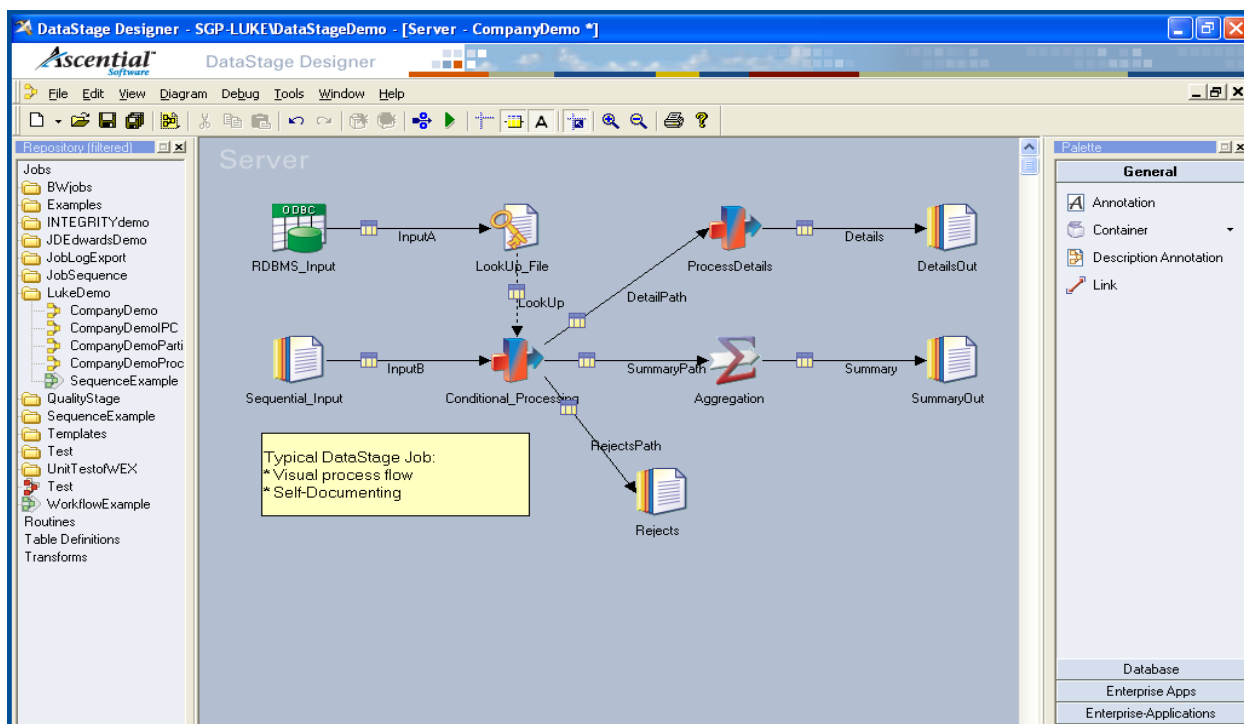 DataStage Designer - SGP-LUKE\DataStageDemo - [Server - CompanyDemo *]
Ascential™
Software
DataStage Designer
File Edit View Diagram Debug Tools Window Help
Repository (filtered)
Jobs
BWjobs
Examples
INTEGRITYdemo
JDEdwardsDemo
JobLogExport
JobSequence
LukeDemo
CompanyDemo
CompanyDemoIPC
CompanyDemoParti
CompanyDemoProc
SequenceExample
QualityStage
SequenceExample
Templates
Test
UnitTestofWEX
Test
WorkflowExample
Routines
Table Definitions
Transforms
Server
ODBC
RDBMS_Input
InputA
LookUp_File
ProcessDetails
Details
DetailsOut
LookUp
DetailPath
Sequential_Input
InputB
Conditional_Processing
SummaryPath
Aggregation
Summary
SummaryOut
RejectsPath
Rejects
Typical DataStage Job:
* Visual process flow
* Self-Documenting
Palette
General
A Annotation
Container
Description Annotation
Link
Database
Enterprise Apps
Enterprise-Applications